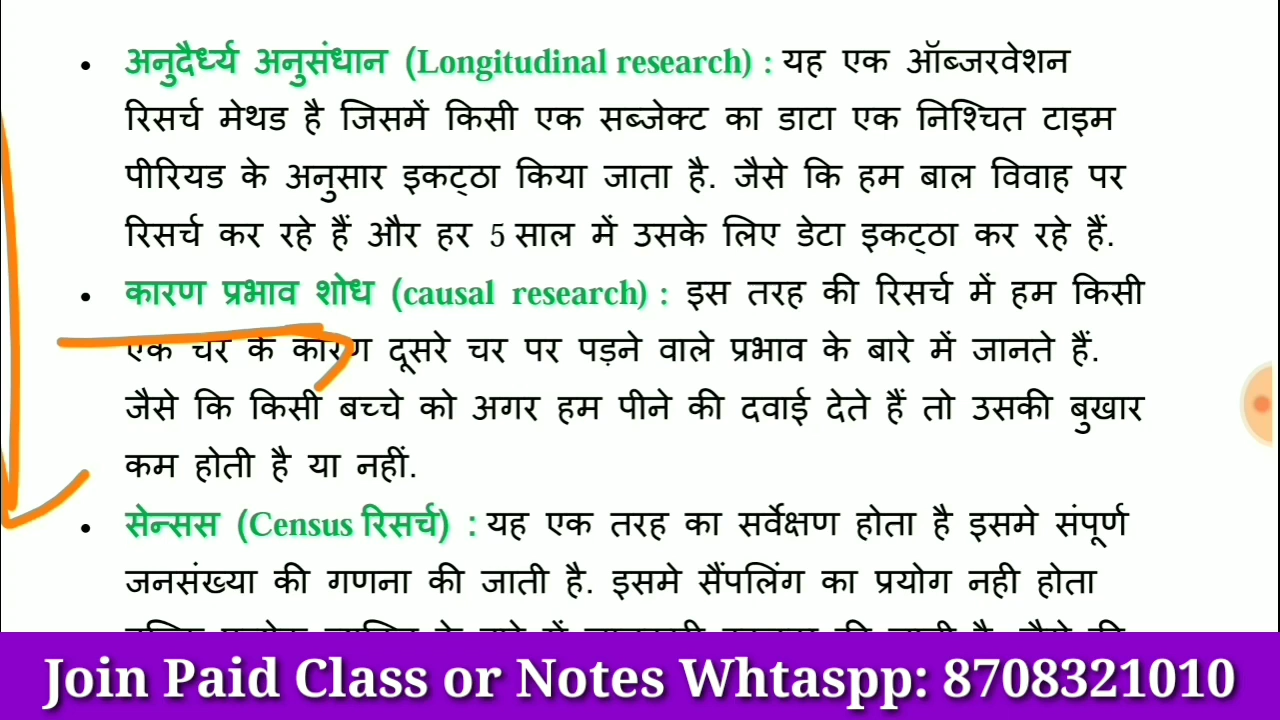 • अनुदैर्ध्य अनुसंधान (Longitudinal research) : यह एक ऑब्जरवेशन
रिसर्च मेथड है जिसमें किसी एक सब्जेक्ट का डाटा एक निश्चित टाइम
पीरियड के अनुसार इकट्ठा किया जाता है. जैसे कि हम बाल विवाह पर
रिसर्च कर रहे हैं और हर 5 साल में उसके लिए डेटा इकट्ठा कर रहे हैं.
• कारण प्रभाव शोध (causal research) : इस तरह की रिसर्च में हम किसी
एक चर के कारण दूसरे चर पर पड़ने वाले प्रभाव के बारे में जानते हैं.
जैसे कि किसी बच्चे को अगर हम पीने की दवाई देते हैं तो उसकी बुखार
कम होती है या नहीं.
• सेन्सस (Census रिसर्च) : यह एक तरह का सर्वेक्षण होता है इसमे संपूर्ण
जनसंख्या की गणना की जाती है. इसमे सैंपलिंग का प्रयोग नही होता
Join Paid Class or Notes Whtaspp: 8708321010